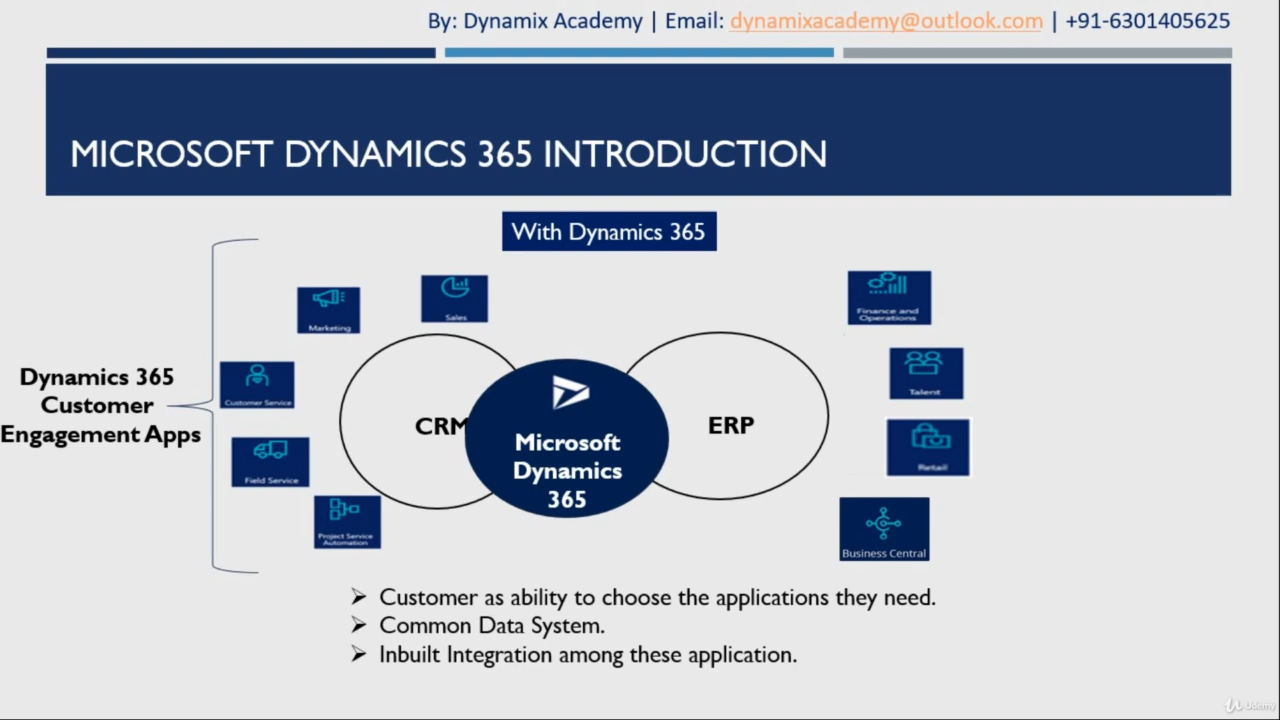 By: Dynamix Academy | Email: dynamixacademy@outlook.com | +91-6301405625
MICROSOFT DYNAMICS 365 INTRODUCTION
With Dynamics 365
Dynamics 365
Customer
Engagement Apps
Marketing
Sales
Customer Service
Field Service
Project Service
Automation
CRM
Microsoft
Dynamics
365
ERP
Finance and
Operations
Talent
Retail
Business Central
➢ Customer as ability to choose the applications they need.
➢ Common Data System.
➢ Inbuilt Integration among these application.
Udemy